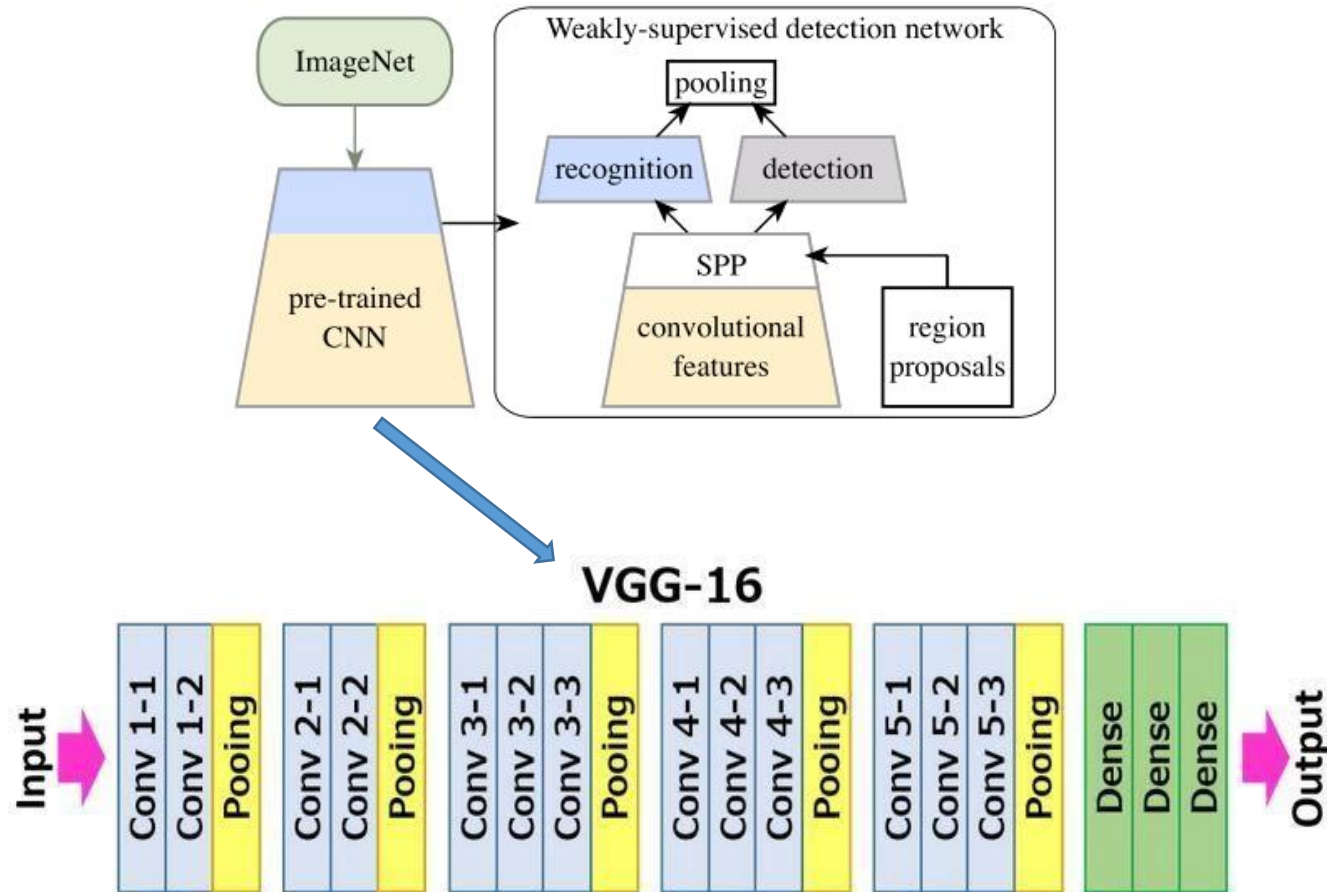 Weakly-supervised detection network
ImageNet
pooling
recognition
detection
SPP
pre-trained
CNN
convolutional
features
region
proposals
VGG-16
Input
Conv 1-1
Conv 1-2
Pooing
Conv 2-1
Conv 2-2
Pooing
Conv 3-1
Conv 3-2
Conv 3-3
Pooing
Conv 4-1
Conv 4-2
Conv 4-3
Pooing
Conv 5-1
Conv 5-2
Conv 5-3
Pooing
Dense
Dense
Dense
Output